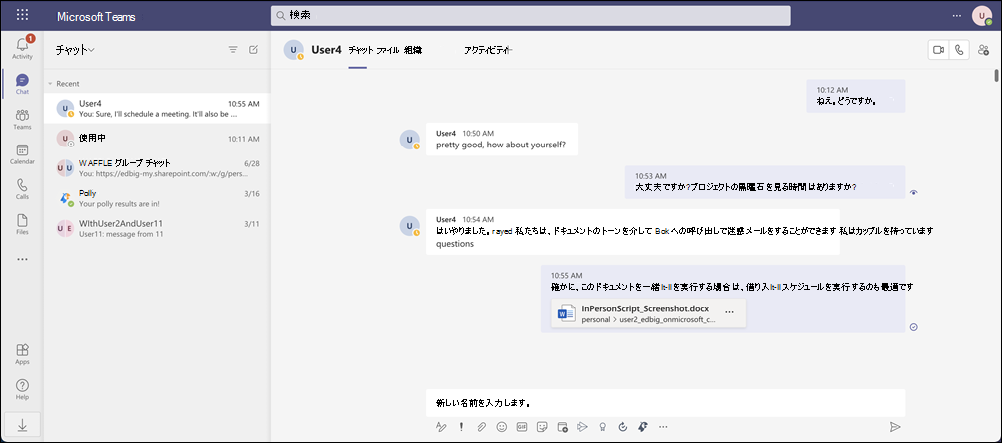 Microsoft Teams
検索
U
1
Activity
Chat
Teams
Calendar
Calls
Files
Apps
Help
チャット
Recent
U
User4
10:55 AM
You: Sure, I'll schedule a meeting. It'll also be ...
U
使用中
10:11 AM
U U
WAFFLE グループ チャット
6/28
You: https://edbig-my.sharepoint.com/:w:/g/pers...
Polly
3/16
Your polly results are in!
U E
WIthUser2AndUser11
3/11
User11: message from 11
U
User4 チャット ファイル 組織 アクティビティ
10:12 AM
ねえ。どうですか。
U
User4 10:50 AM
pretty good, how about yourself?
10:53 AM
大丈夫ですか?プロジェクトの黒曜石を見る時間はありますか?
U
User4 10:54 AM
はいやりました。rayed 私たちは、ドキュメントのトーンを介して Bok への呼び出しで迷惑メールをすることができます 私はカップルを持っています
questions
10:55 AM
確かに、このドキュメントを一緒It-llを実行する場合は、借り入It-llスケジュールを実行するのも最適です
InPersonScript_Screenshot.docx
personal > user2_edbig_onmicrosoft_c...
新しい名前を入力します。
GIF